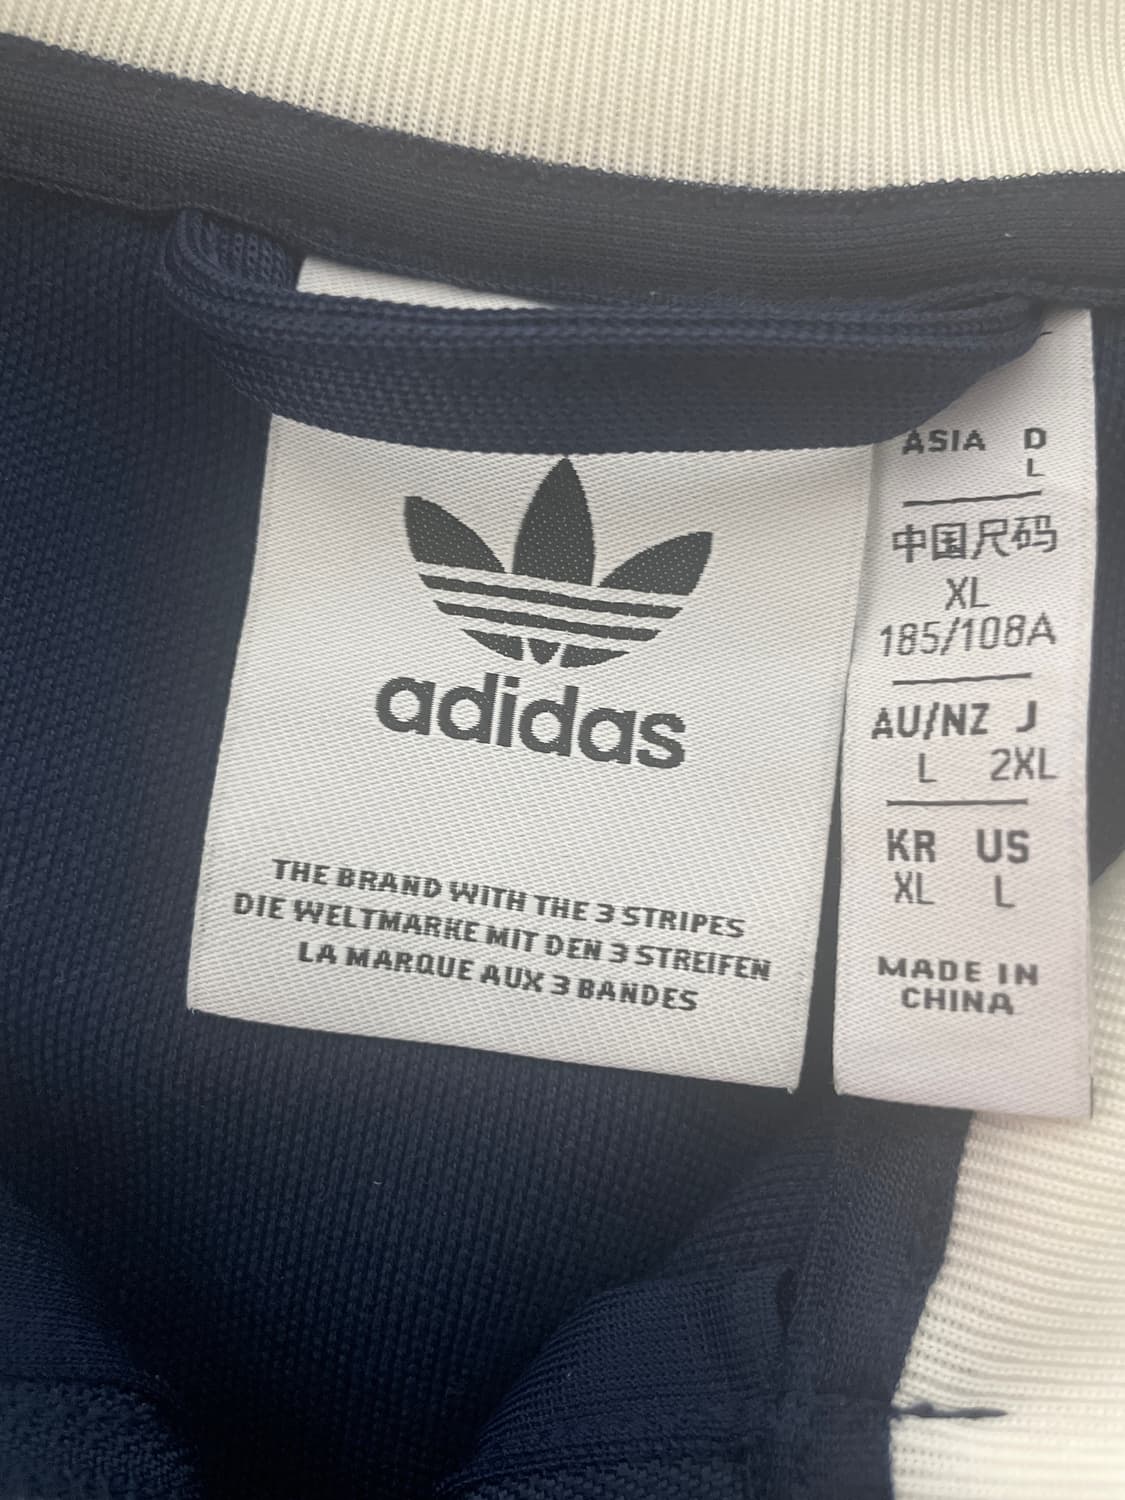 adidas
THE BRAND WITH THE 3 STRIPES
DIE WELTMARKE MIT DEN 3 STREIFEN
LA MARQUE AUX 3 BANDES
ASIA D
L
中国尺码
XL
185/108A
AU/NZ J
L 2XL
KR US
XL L
MADE IN
CHINA